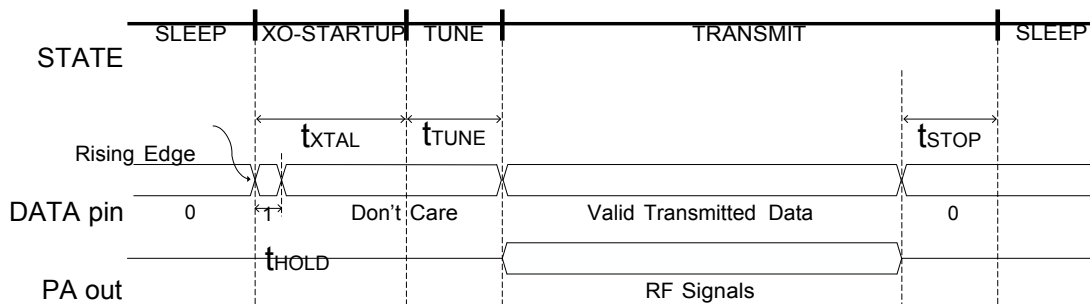 SLEEP XO-STARTUP TUNE TRANSMIT SLEEP
STATE
tXTAL tTUNE tSTOP
Rising Edge
DATA pin 0 1 Don't Care Valid Transmitted Data 0
tHOLD
PA out RF Signals